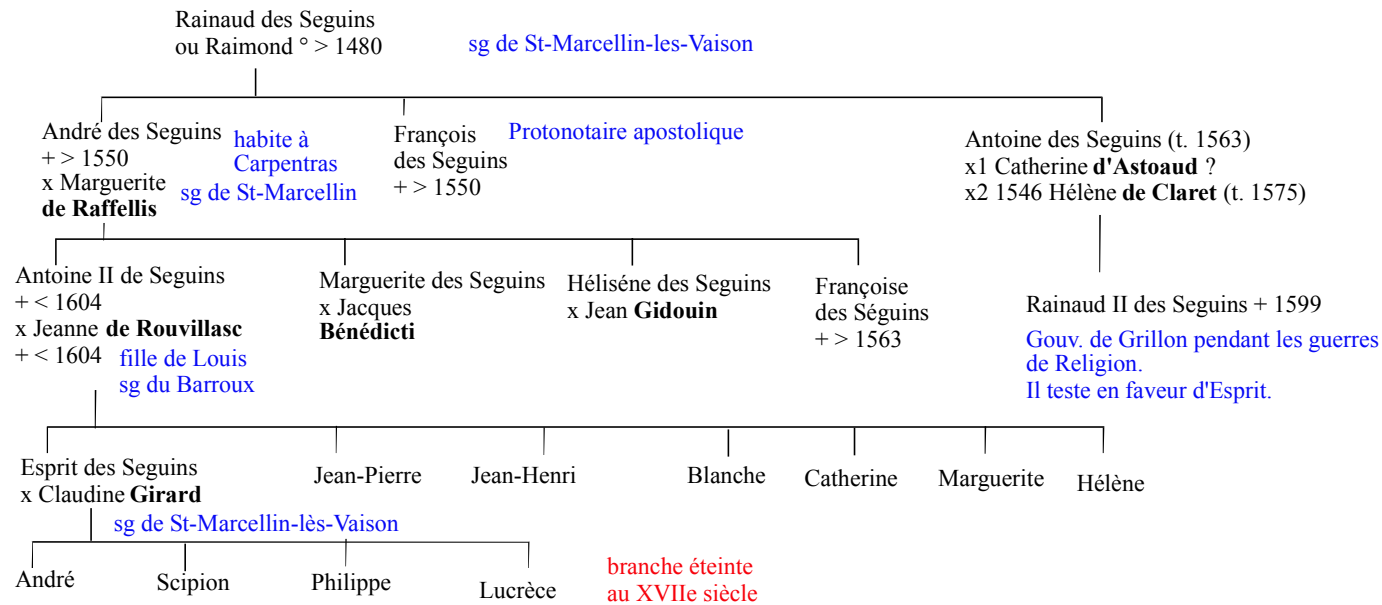 Rainaud des Seguins
ou Raimond ° > 1480
sg de St-Marcellin-les-Vaison
André des Seguins
+ > 1550
x Marguerite
de Raffellis
habite à
Carpentras
sg de St-Marcellin
François
des Seguins
+ > 1550
Protonotaire apostolique
Antoine des Seguins (t. 1563)
x1 Catherine d'Astoaud ?
x2 1546 Hélène de Claret (t. 1575)
Antoine II de Seguins
+ < 1604
x Jeanne de Rouvillasc
+ < 1604
fille de Louis
sg du Barroux
Marguerite des Seguins
x Jacques
Bénédicti
Héliséne des Seguins
x Jean Gidouin
Françoise
des Séguins
+ > 1563
Rainaud II des Seguins + 1599
Gouv. de Grillon pendant les guerres
de Religion.
Il teste en faveur d'Esprit.
Esprit des Seguins
x Claudine Girard
sg de St-Marcellin-lès-Vaison
Jean-Pierre
Jean-Henri
Blanche
Catherine
Marguerite
Hélène
André
Scipion
Philippe
Lucrèce
branche éteinte
au XVIIe siècle